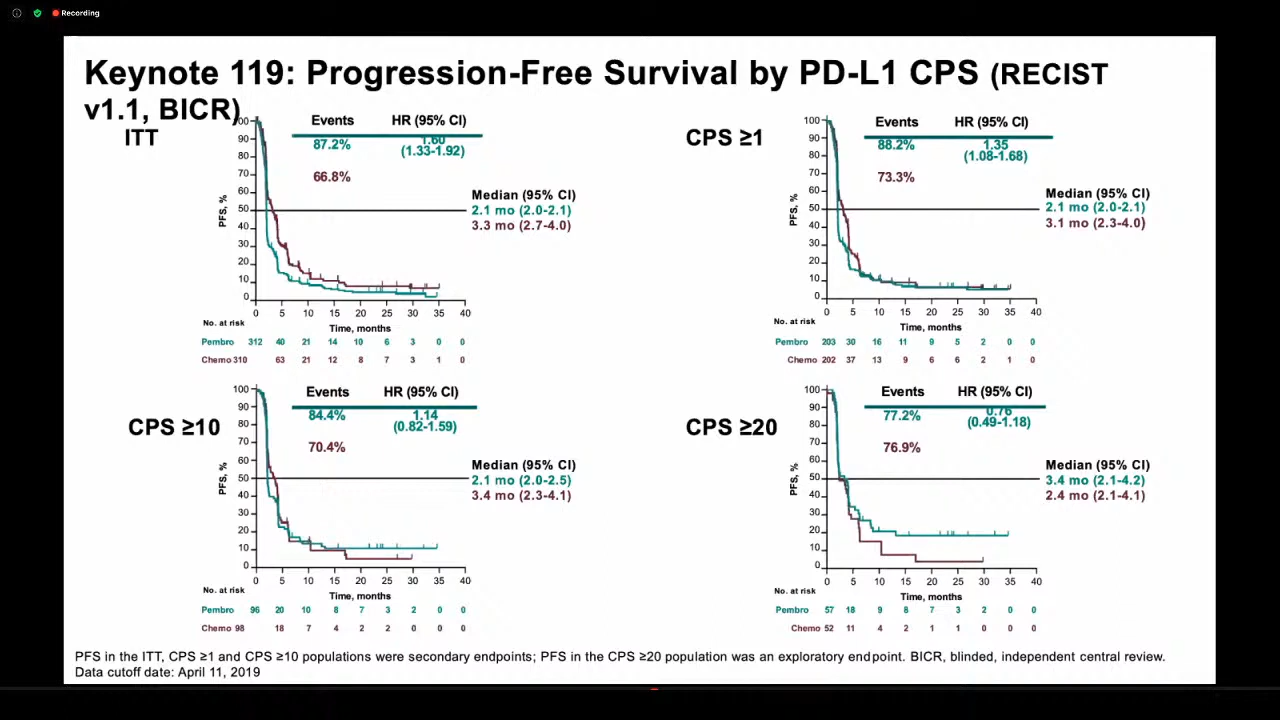 Recording
Keynote 119: Progression-Free Survival by PD-L1 CPS (RECIST
v1.1, BICR)
ITT
Events HR (95% CI)
87.2% 1.60
(1.33-1.92)
66.8%
Median (95% CI)
2.1 mo (2.0-2.1)
3.3 mo (2.7-4.0)
PFS, %
100
90
80
70
60
50
40
30
20
10
0
0 5 10 15 20 25 30 35 40
No. at risk
Time, months
Pembro 312 40 21 14 10 6 3 0 0
Chemo 310 63 21 12 8 7 3 1 0
CPS ≥1
Events HR (95% CI)
88.2% 1.35
(1.08-1.68)
73.3%
Median (95% CI)
2.1 mo (2.0-2.1)
3.1 mo (2.3-4.0)
PFS, %
100
90
80
70
60
50
40
30
20
10
0
0 5 10 15 20 25 30 35 40
No. at risk
Time, months
Pembro 203 30 16 11 9 5 2 0 0
Chemo 202 37 13 9 6 6 2 1 0
CPS ≥10
Events HR (95% CI)
84.4% 1.14
(0.82-1.59)
70.4%
Median (95% CI)
2.1 mo (2.0-2.5)
3.4 mo (2.3-4.1)
PFS, %
100
90
80
70
60
50
40
30
20
10
0
0 5 10 15 20 25 30 35 40
No. at risk
Time, months
Pembro 96 20 10 8 7 3 2 0 0
Chemo 98 18 7 4 2 2 0 0 0
CPS ≥20
Events HR (95% CI)
77.2% 0.76
(0.49-1.18)
76.9%
Median (95% CI)
3.4 mo (2.1-4.2)
2.4 mo (2.1-4.1)
PFS, %
100
90
80
70
60
50
40
30
20
10
0
0 5 10 15 20 25 30 35 40
No. at risk
Time, months
Pembro 57 18 9 8 7 3 2 0 0
Chemo 52 11 4 2 1 1 0 0 0
PFS in the ITT, CPS ≥1 and CPS ≥10 populations were secondary endpoints; PFS in the CPS ≥20 population was an exploratory endpoint. BICR, blinded, independent central review.
Data cutoff date: April 11, 2019